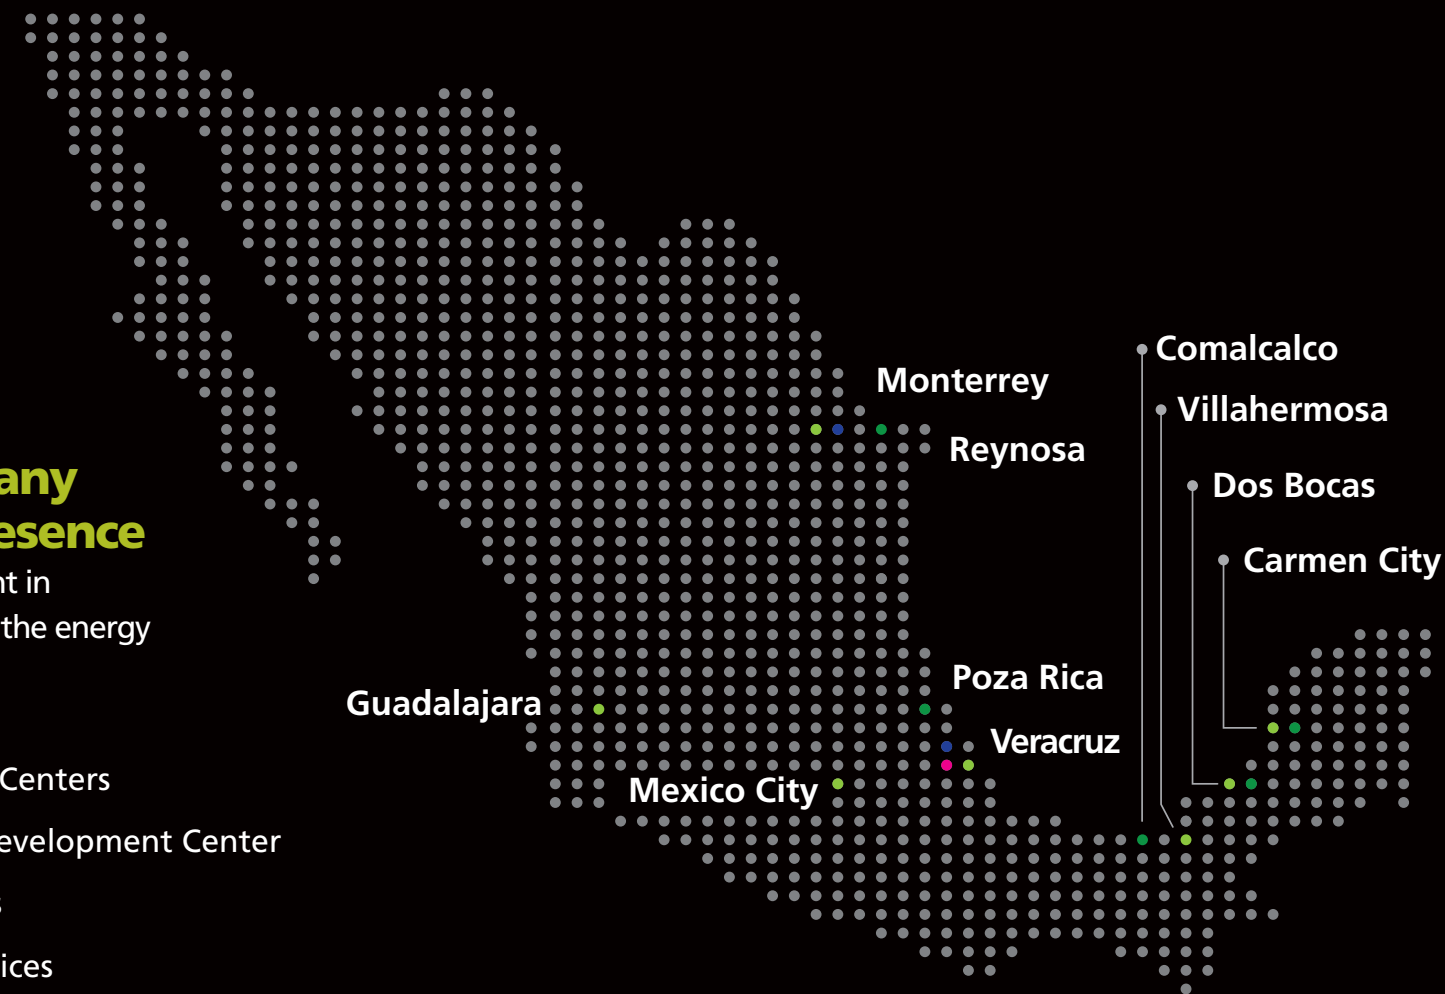 any
esence
nt in
the energy
Centers
evelopment Center
s
ices
Monterrey
Reynosa
Guadalajara
Poza Rica
Veracruz
Mexico City
Comalcalco
Villahermosa
Dos Bocas
Carmen City